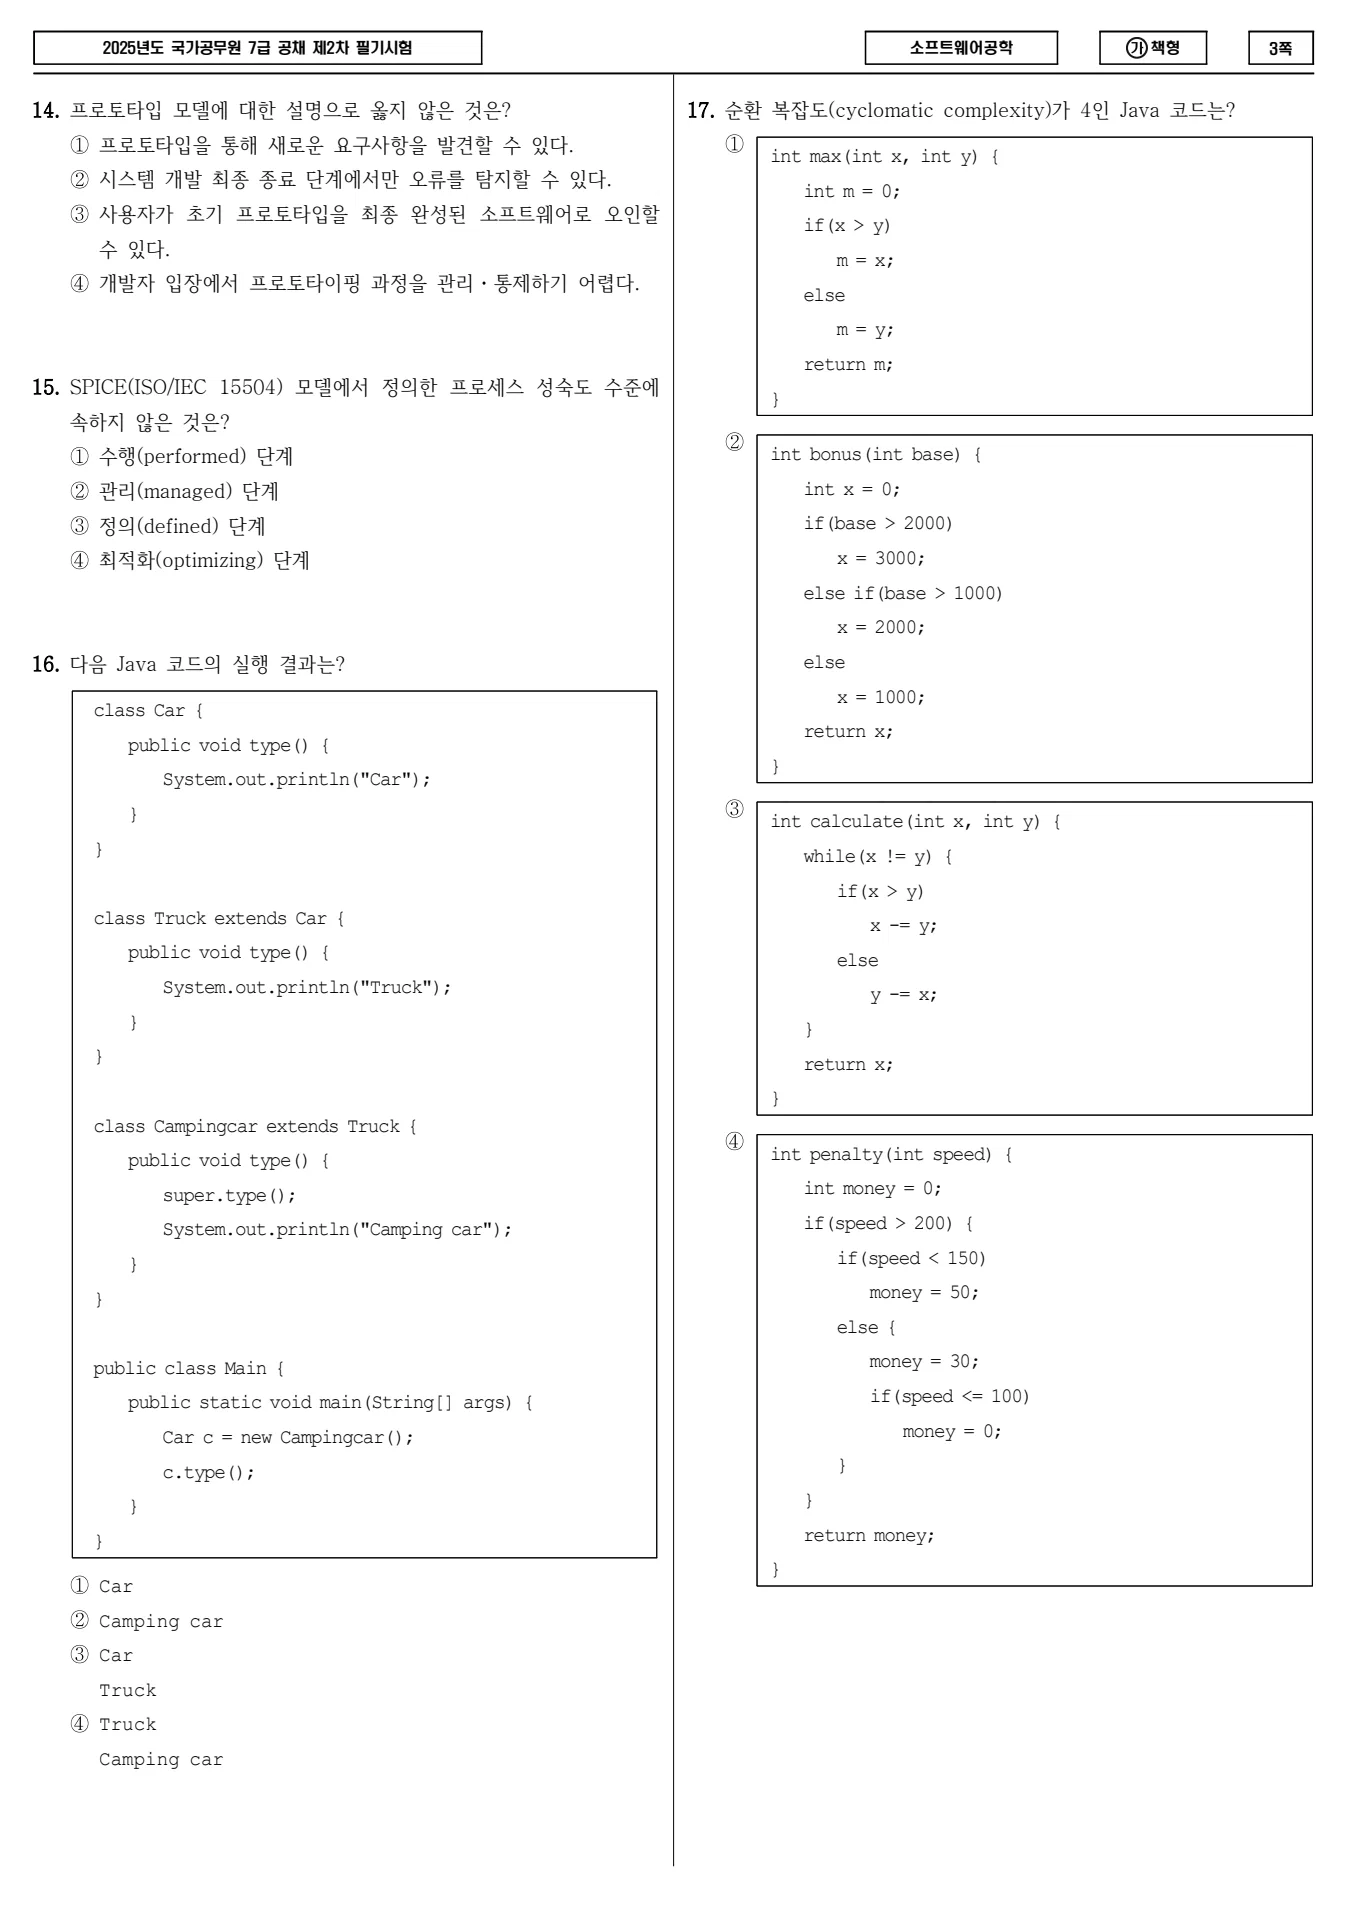 2025년도 국가공무원 7급 공채 제2차 필기시험
소프트웨어공학
㉮ 책형
3쪽
14. 프로토타입 모델에 대한 설명으로 옳지 않은 것은?
① 프로토타입을 통해 새로운 요구사항을 발견할 수 있다.
② 시스템 개발 최종 종료 단계에서만 오류를 탐지할 수 있다.
③ 사용자가 초기 프로토타입을 최종 완성된 소프트웨어로 오인할
수 있다.
④ 개발자 입장에서 프로토타이핑 과정을 관리・통제하기 어렵다.
15. SPICE(ISO/IEC 15504) 모델에서 정의한 프로세스 성숙도 수준에
속하지 않은 것은?
① 수행(performed) 단계
② 관리(managed) 단계
③ 정의(defined) 단계
④ 최적화(optimizing) 단계
16. 다음 Java 코드의 실행 결과는?
class Car {
public void type() {
System.out.println("Car");
}
}
class Truck extends Car {
public void type() {
System.out.println("Truck");
}
}
class Campingcar extends Truck {
public void type() {
super.type();
System.out.println("Camping car");
}
}
public class Main {
public static void main(String[] args) {
Car c = new Campingcar();
c.type();
}
}
① Car
② Camping car
③ Car
Truck
④ Truck
Camping car
17. 순환 복잡도(cyclomatic complexity)가 4인 Java 코드는?
①
int max(int x, int y) {
int m = 0;
if(x > y)
m = x;
else
m = y;
return m;
}
②
int bonus(int base) {
int x = 0;
if(base > 2000)
x = 3000;
else if(base > 1000)
x = 2000;
else
x = 1000;
return x;
}
③
int calculate(int x, int y) {
while(x != y) {
if(x > y)
x -= y;
else
y -= x;
}
return x;
}
④
int penalty(int speed) {
int money = 0;
if(speed > 200) {
if(speed < 150)
money = 50;
else {
money = 30;
if(speed <= 100)
money = 0;
}
}
return money;
}